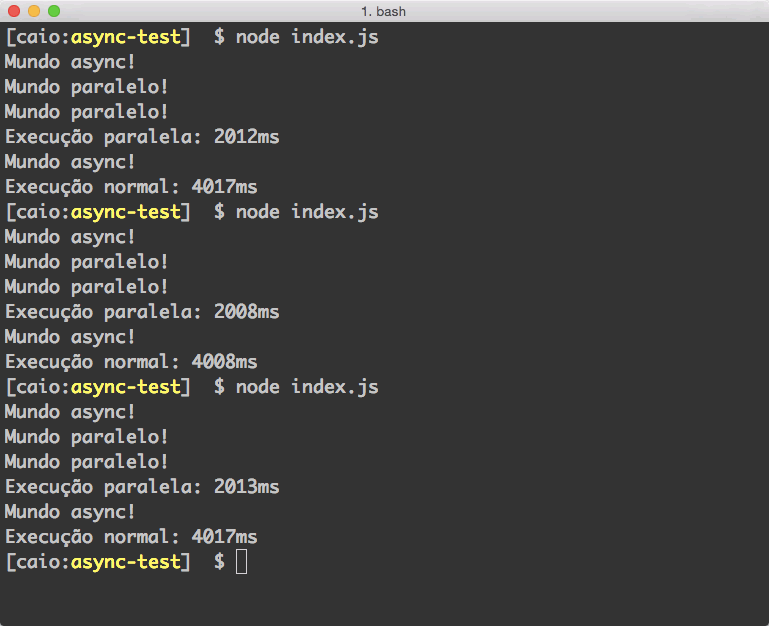 1. bash
[caio:async-test]  $ node index.js
Mundo async!
Mundo paralelo!
Mundo paralelo!
Execução paralela: 2012ms
Mundo async!
Execução normal: 4017ms
[caio:async-test]  $ node index.js
Mundo async!
Mundo paralelo!
Mundo paralelo!
Execução paralela: 2008ms
Mundo async!
Execução normal: 4008ms
[caio:async-test]  $ node index.js
Mundo async!
Mundo paralelo!
Mundo paralelo!
Execução paralela: 2013ms
Mundo async!
Execução normal: 4017ms
[caio:async-test]  $